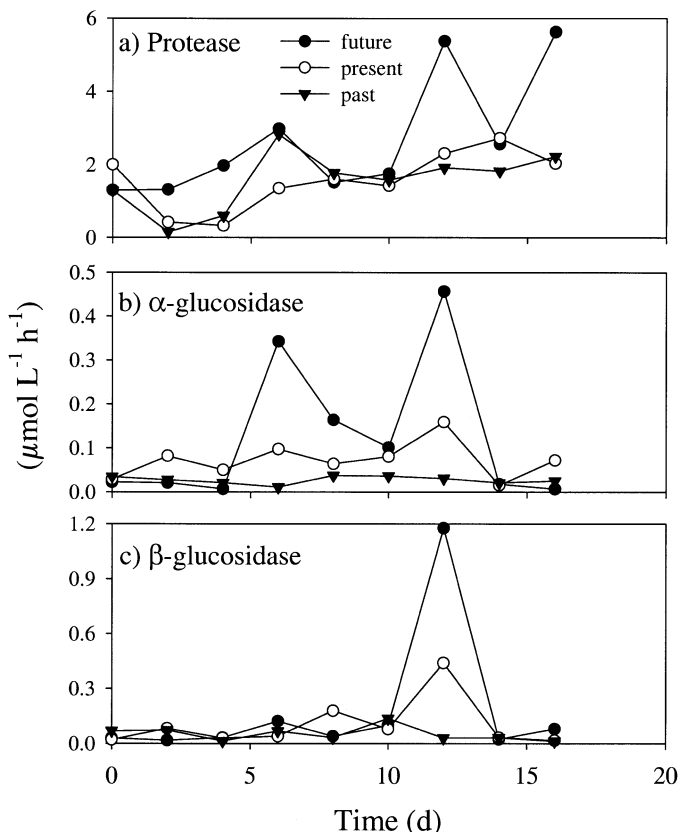 a) Protease
future
present
past
6
4
2
0
b) α-glucosidase
0.5
0.4
0.3
0.2
0.1
0.0
(µmol L⁻¹ h⁻¹)
c) β-glucosidase
1.2
0.9
0.6
0.3
0.0
0 5 10 15 20
Time (d)